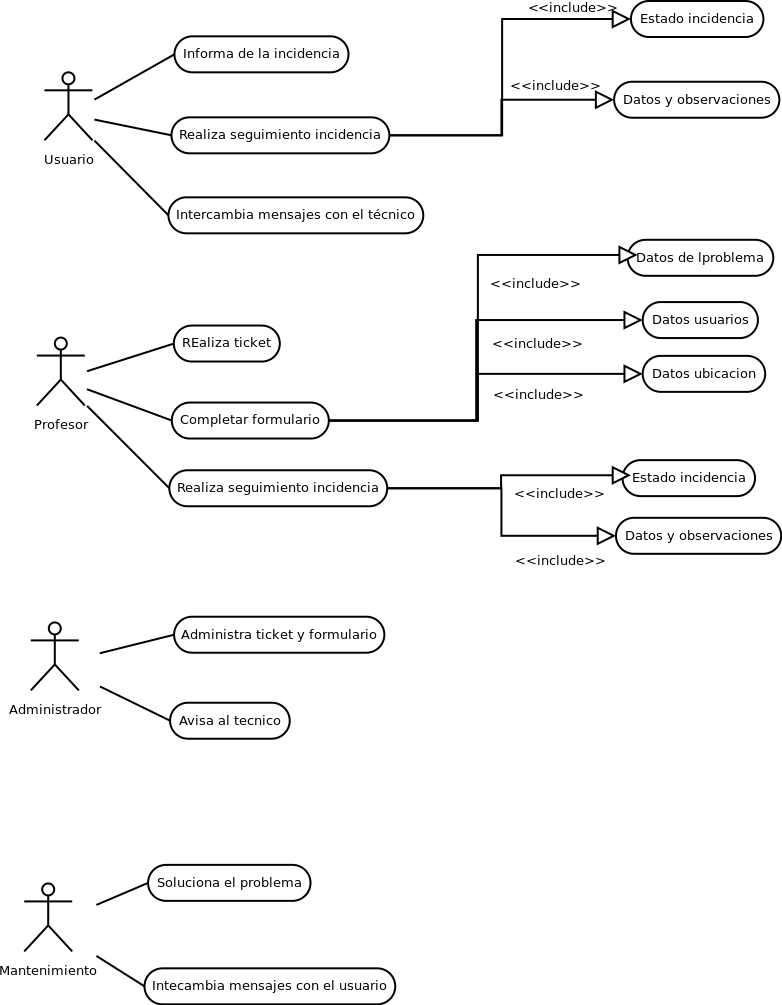 <<include>>
Estado incidencia
Informa de la incidencia
<<include>>
Datos y observaciones
Realiza seguimiento incidencia
Usuario
Intercambia mensajes con el técnico
Datos de lproblema
<<include>>
Datos usuarios
REaliza ticket
<<include>>
Datos ubicacion
<<include>>
Profesor
Completar formulario
Estado incidencia
Realiza seguimiento incidencia
<<include>>
Datos y observaciones
<<include>>
Administra ticket y formulario
Administrador
Avisa al tecnico
Soluciona el problema
Mantenimiento
Intecambia mensajes con el usuario